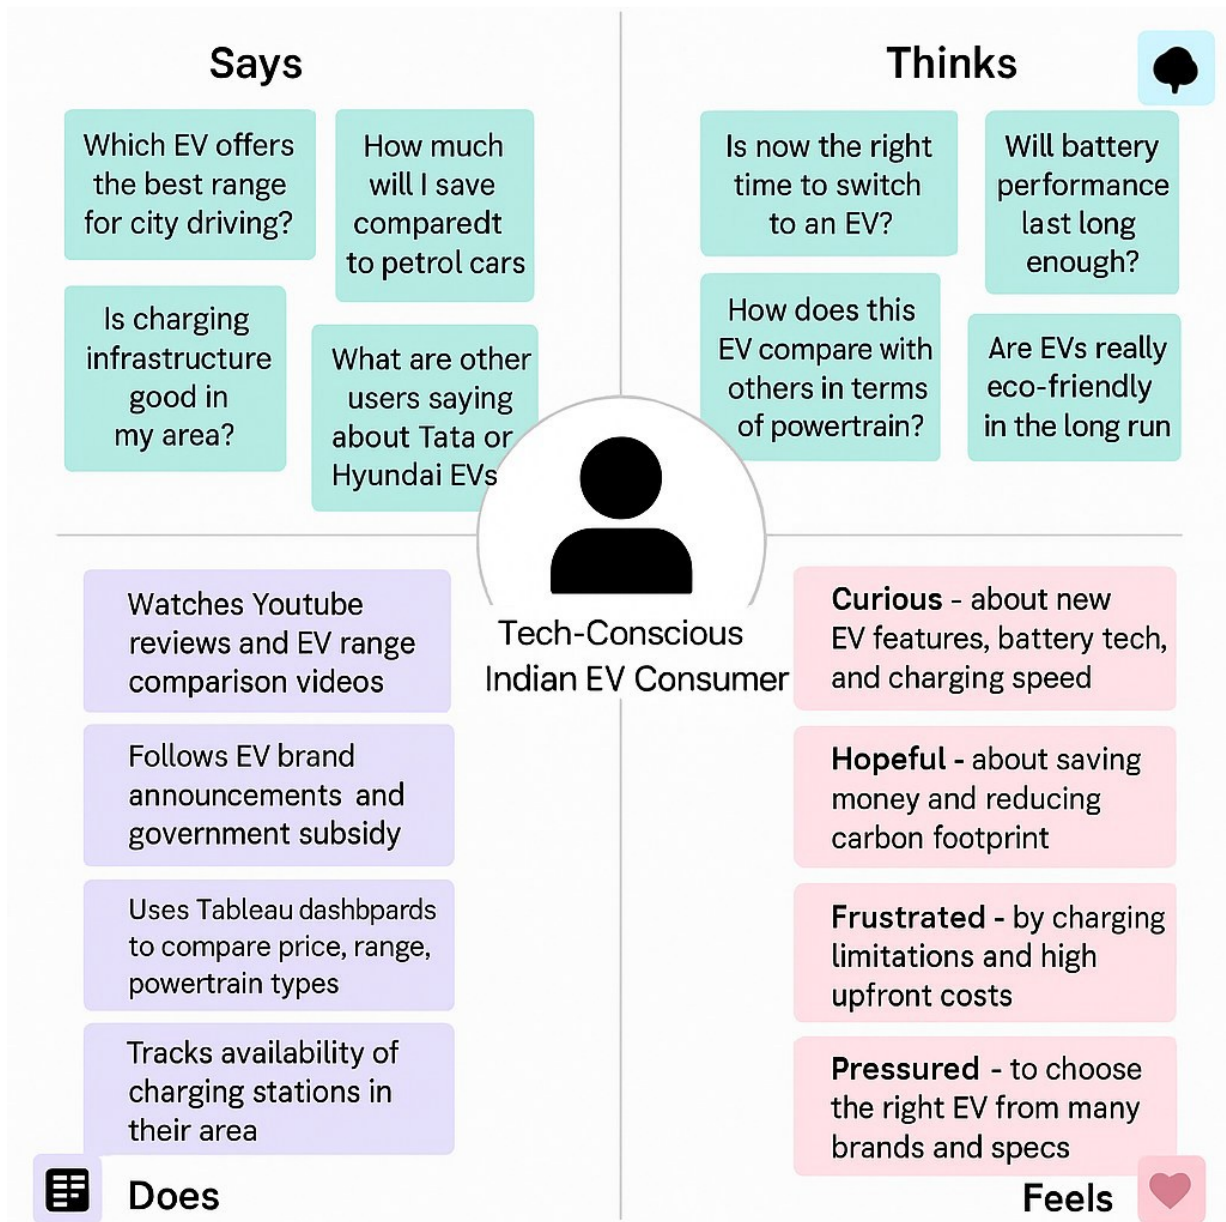 Says
Which EV offers
the best range
for city driving?
How much
will I save
comparedt
to petrol cars
Is charging
infrastructure
good in
my area?
What are other
users saying
about Tata or
Hyundai EVs
Thinks
Is now the right
time to switch
to an EV?
Will battery
performance
last long
enough?
How does this
EV compare with
others in terms
of powertrain?
Are EVs really
eco-friendly
in the long run
Tech-Conscious
Indian EV Consumer
Watches Youtube
reviews and EV range
comparison videos
Follows EV brand
announcements and
government subsidy
Uses Tableau dashbpards
to compare price, range,
powertrain types
Tracks availability of
charging stations in
their area
Does
Curious - about new
EV features, battery tech,
and charging speed
Hopeful - about saving
money and reducing
carbon footprint
Frustrated - by charging
limitations and high
upfront costs
Pressured - to choose
the right EV from many
brands and specs
Feels